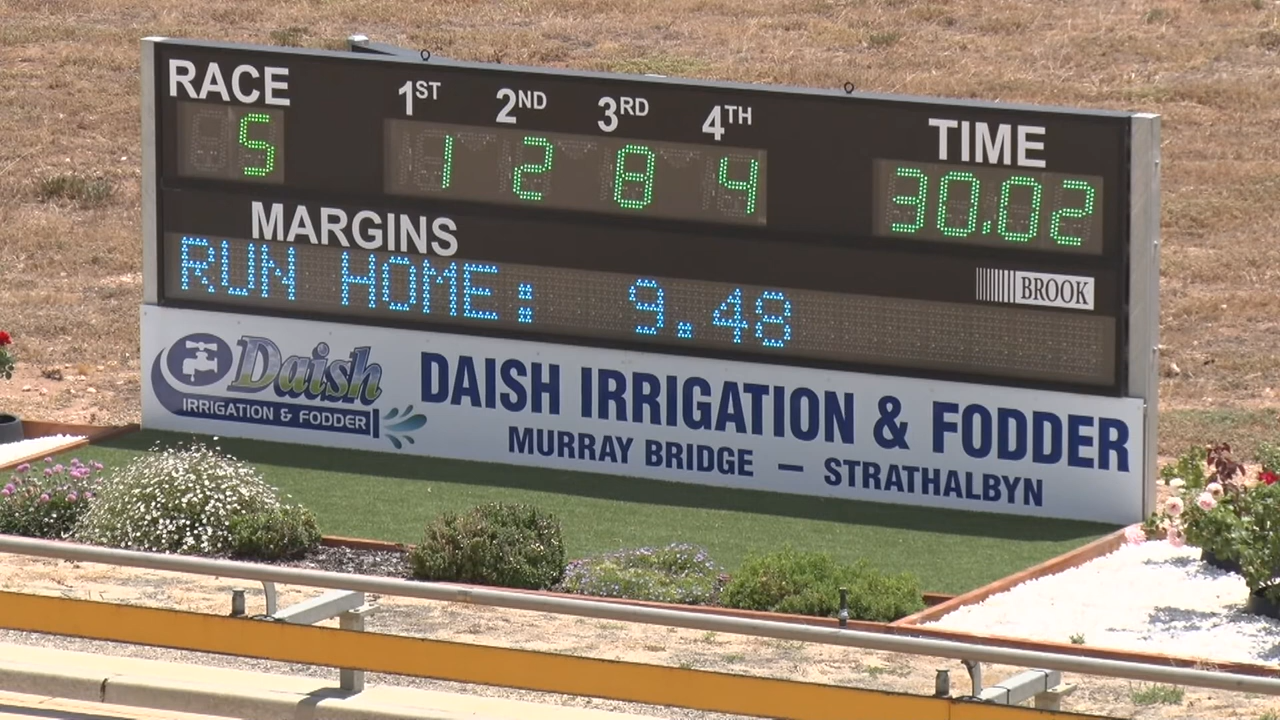 RACE 1ST 2ND 3RD 4TH TIME
5 1 2 8 4 30.02
MARGINS
BROOK
RUN HOME: 9.48
Daish
IRRIGATION & FODDER
DAISH IRRIGATION & FODDER
MURRAY BRIDGE – STRATHALBYN